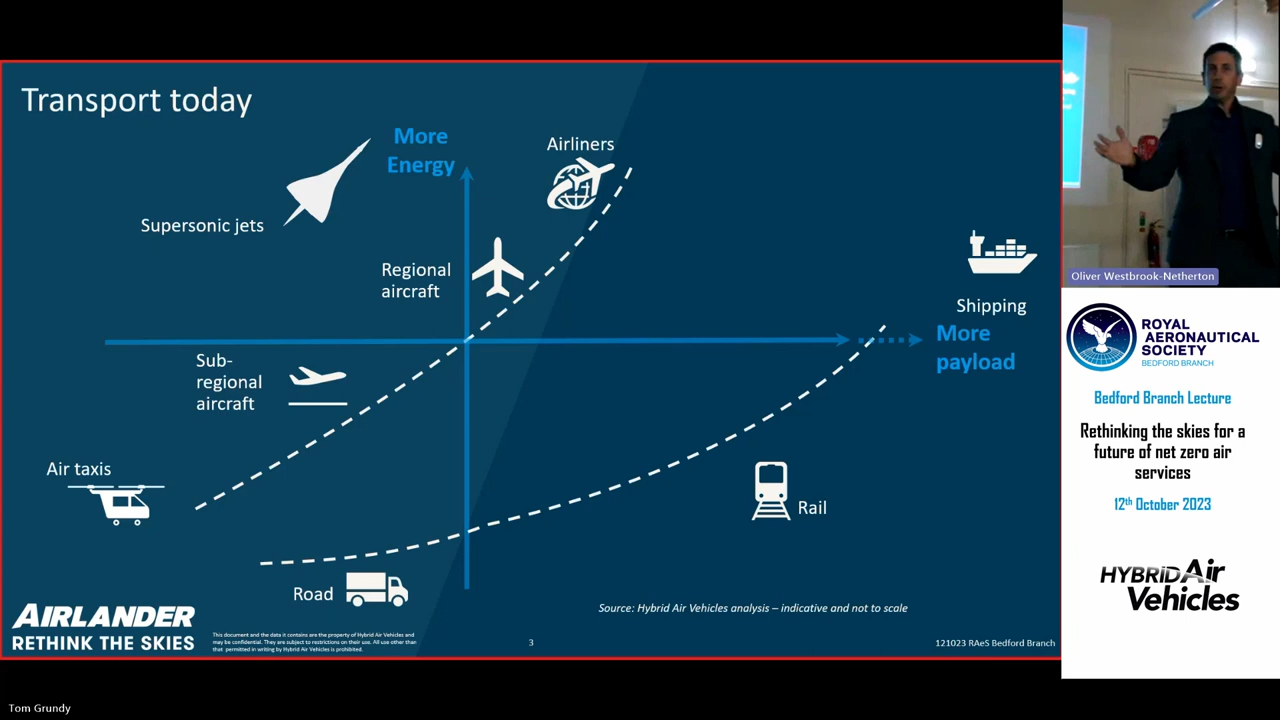 Transport today
More
Energy
Airliners
Supersonic jets
Regional
aircraft
Shipping
More
payload
Sub-
regional
aircraft
Air taxis
Rail
Road
Source: Hybrid Air Vehicles analysis – indicative and not to scale
AIRLANDER
RETHINK THE SKIES
This document and the data it contains are the property of Hybrid Air Vehicles and
may be confidential. They are subject to restrictions on their use. All use other than
that permitted in writing by Hybrid Air Vehicles is prohibited.
3
121023 RAeS Bedford Branch
Oliver Westbrook-Netherton
ROYAL
AERONAUTICAL
SOCIETY
BEDFORD BRANCH
Bedford Branch Lecture
Rethinking the skies for a
future of net zero air
services
12th October 2023
HYBRID Air
Vehicles
Tom Grundy